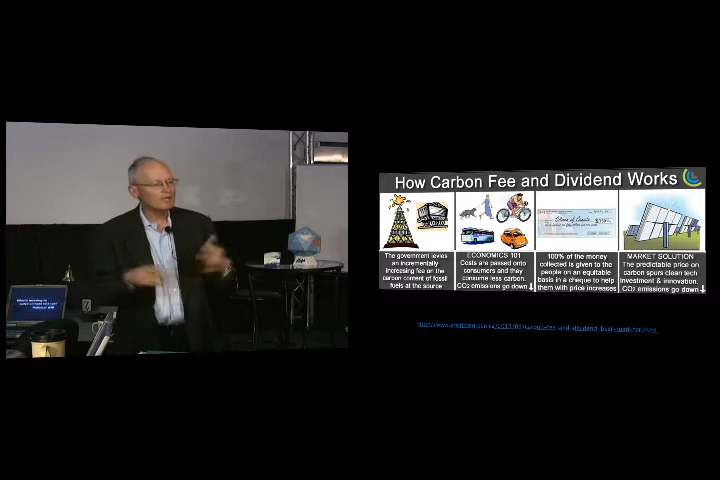 How Carbon Fee and Dividend Works
The government levies
an incrementally
increasing fee on the
carbon content of fossil
fuels at the source
ECONOMICS 101
Costs are passed onto
consumers and they
consume less carbon.
CO2 emissions go down
100% of the money
collected is given to the
people on an equitable
basis in a cheque to help
them with price increases
MARKET SOLUTION
The predictable price on
carbon spurs clean tech
investment & innovation.
CO2 emissions go down